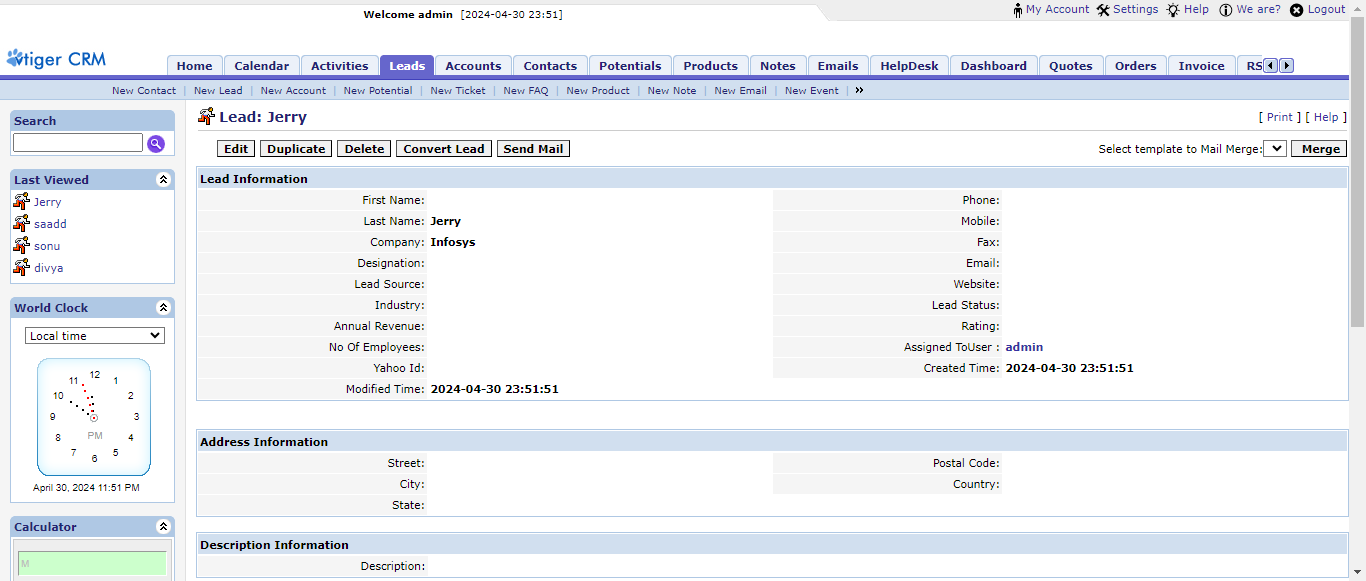 Welcome admin [2024-04-30 23:51]
My Account Settings Help We are? Logout
vtiger CRM
Home Calendar Activities Leads Accounts Contacts Potentials Products Notes Emails HelpDesk Dashboard Quotes Orders Invoice RS
New Contact | New Lead | New Account | New Potential | New Ticket | New FAQ | New Product | New Note | New Email | New Event | »
Search
Last Viewed
Jerry
saadd
sonu
divya
World Clock
Local time
12
1
2
3
4
5
6
7
8
9
10
11
PM
April 30, 2024 11:51 PM
Calculator
M
Lead: Jerry
[ Print ] [ Help ]
Edit Duplicate Delete Convert Lead Send Mail
Select template to Mail Merge: Merge
Lead Information
First Name: Phone:
Last Name: Jerry Mobile:
Company: Infosys Fax:
Designation: Email:
Lead Source: Website:
Industry: Lead Status:
Annual Revenue: Rating:
No Of Employees: Assigned ToUser : admin
Yahoo Id: Created Time: 2024-04-30 23:51:51
Modified Time: 2024-04-30 23:51:51
Address Information
Street: Postal Code:
City: Country:
State:
Description Information
Description: